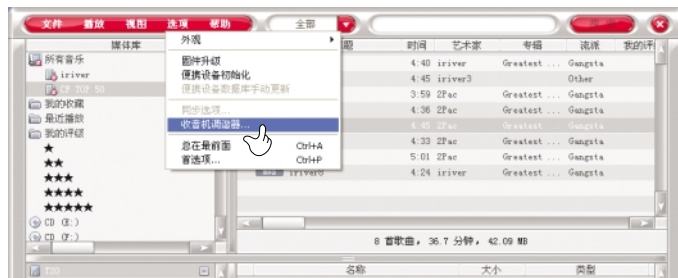 文件 播放 视图 选项 帮助 全部
媒体库 题 时间 艺术家 专辑 流派 我的评
外观
固件升级
便携设备初始化
便携设备数据库手动更新
同步选项...
收音机调谐器...
总在最前面 Ctrl+A
首选项... Ctrl+P
所有音乐
iriver
CP TOP 50
我的收藏
最近播放
我的评级
★
★★
★★★
★★★★
★★★★★
CD (E:)
CD (F:)
4:40 iriver Greatest ... Gangsta
4:45 iriver3 Other
3:59 2Pac Greatest ... Gangsta
4:36 2Pac Greatest ... Gangsta
4:45 2Pac Greatest ... Gangsta
4:33 2Pac Greatest ... Gangsta
5:01 2Pac Greatest ... Gangsta
4:24 iriver Greatest ... Gangsta
8 首歌曲, 36.7 分钟, 42.09 MB
T20 名称 大小 类型